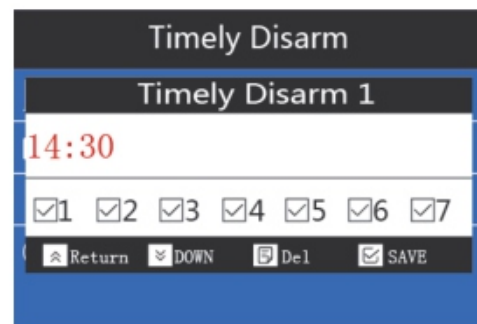 Timely Disarm
Timely Disarm 1
14:30
1 2 3 4 5 6 7
Return DOWN Del SAVE